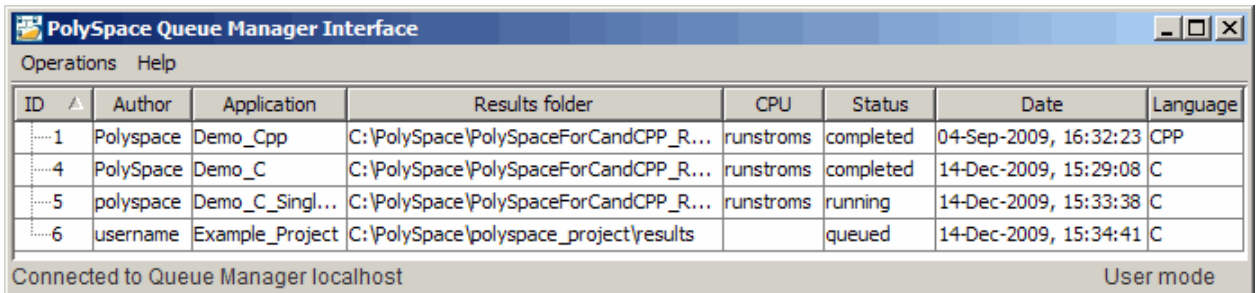 PolySpace Queue Manager Interface
Operations Help
ID Author Application Results folder CPU Status Date Language
1 Polyspace Demo_Cpp C:\PolySpace\PolySpaceForCandCPP_R... runstroms completed 04-Sep-2009, 16:32:23 CPP
4 PolySpace Demo_C C:\PolySpace\PolySpaceForCandCPP_R... runstroms completed 14-Dec-2009, 15:29:08 C
5 polyspace Demo_C_Singl... C:\PolySpace\PolySpaceForCandCPP_R... runstroms running 14-Dec-2009, 15:33:38 C
6 username Example_Project C:\PolySpace\polyspace_project\results queued 14-Dec-2009, 15:34:41 C
Connected to Queue Manager localhost User mode